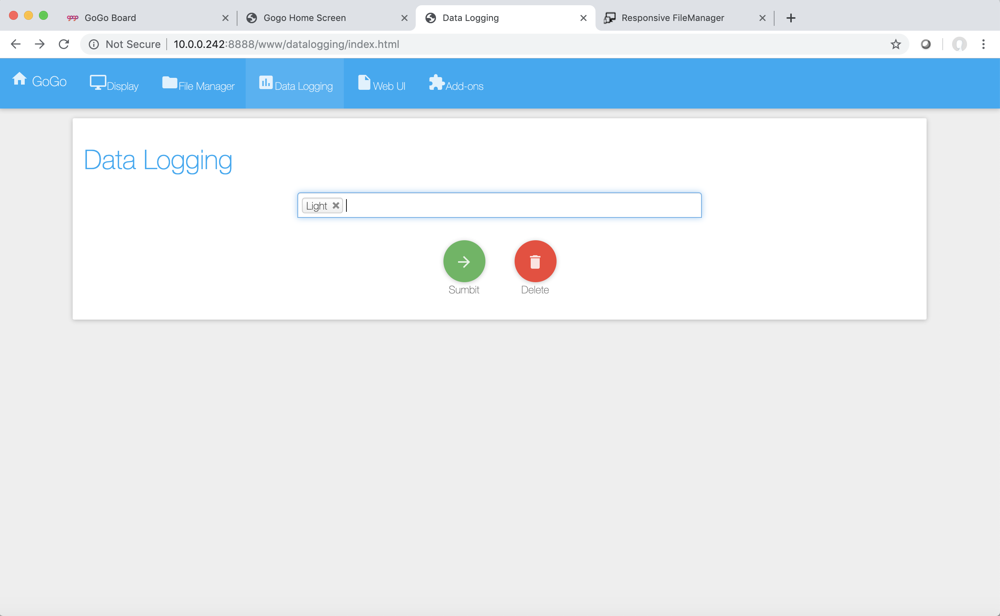 GoGo Board
Gogo Home Screen
Data Logging
Responsive FileManager
Not Secure
10.0.0.242:8888/www/datalogging/index.html
GoGo
Display
File Manager
Data Logging
Web UI
Add-ons
Data Logging
Light
Sumbit
Delete